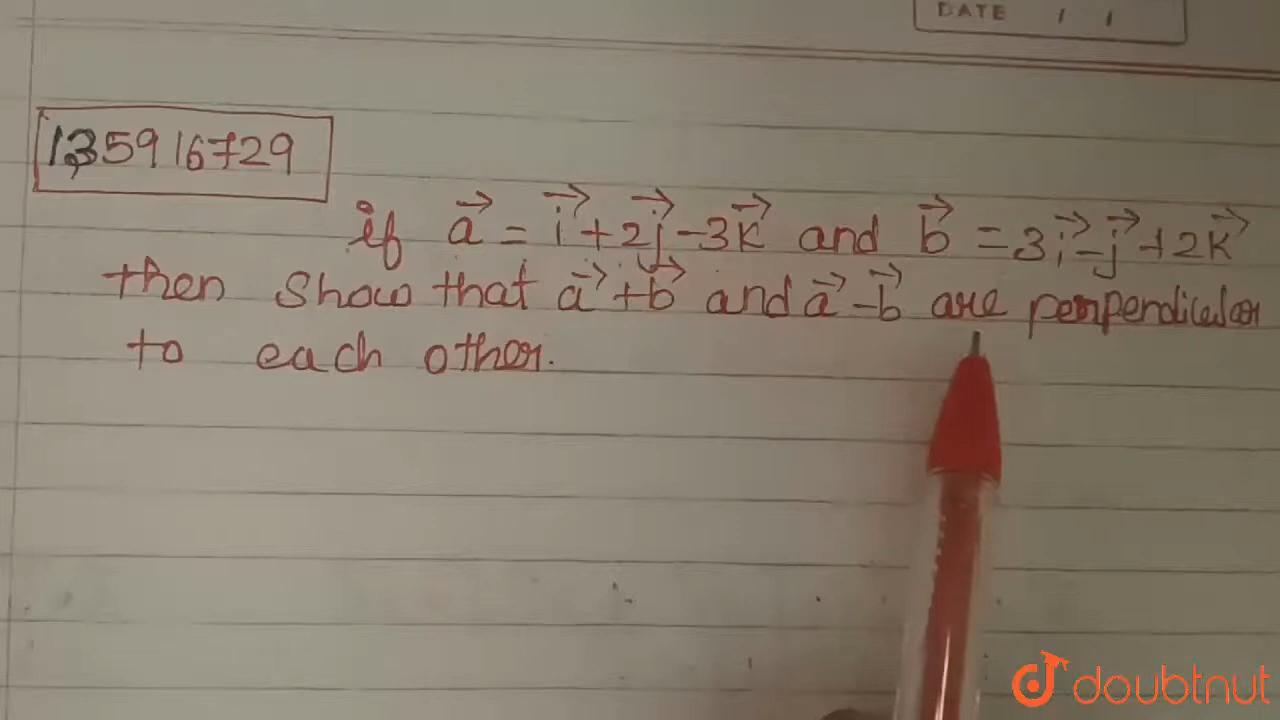 DATE / /
135916729
if a⃗ = i⃗ + 2j⃗ - 3k⃗ and b⃗ = 3i⃗ - j⃗ + 2k⃗
then show that a⃗ + b⃗ and a⃗ - b⃗ are perpendicular
to each other.
doubtnut